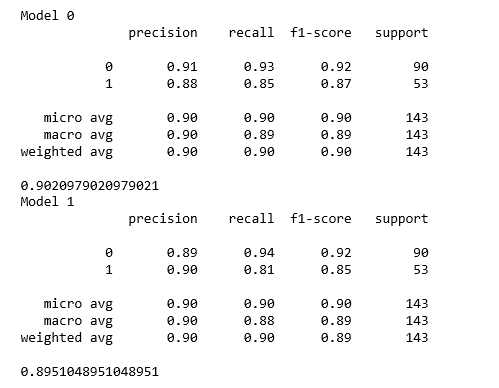 Model 0
precision recall f1-score support
0 0.91 0.93 0.92 90
1 0.88 0.85 0.87 53
micro avg 0.90 0.90 0.90 143
macro avg 0.90 0.89 0.89 143
weighted avg 0.90 0.90 0.90 143
0.9020979020979021
Model 1
precision recall f1-score support
0 0.89 0.94 0.92 90
1 0.90 0.81 0.85 53
micro avg 0.90 0.90 0.90 143
macro avg 0.90 0.88 0.89 143
weighted avg 0.90 0.90 0.89 143
0.8951048951048951